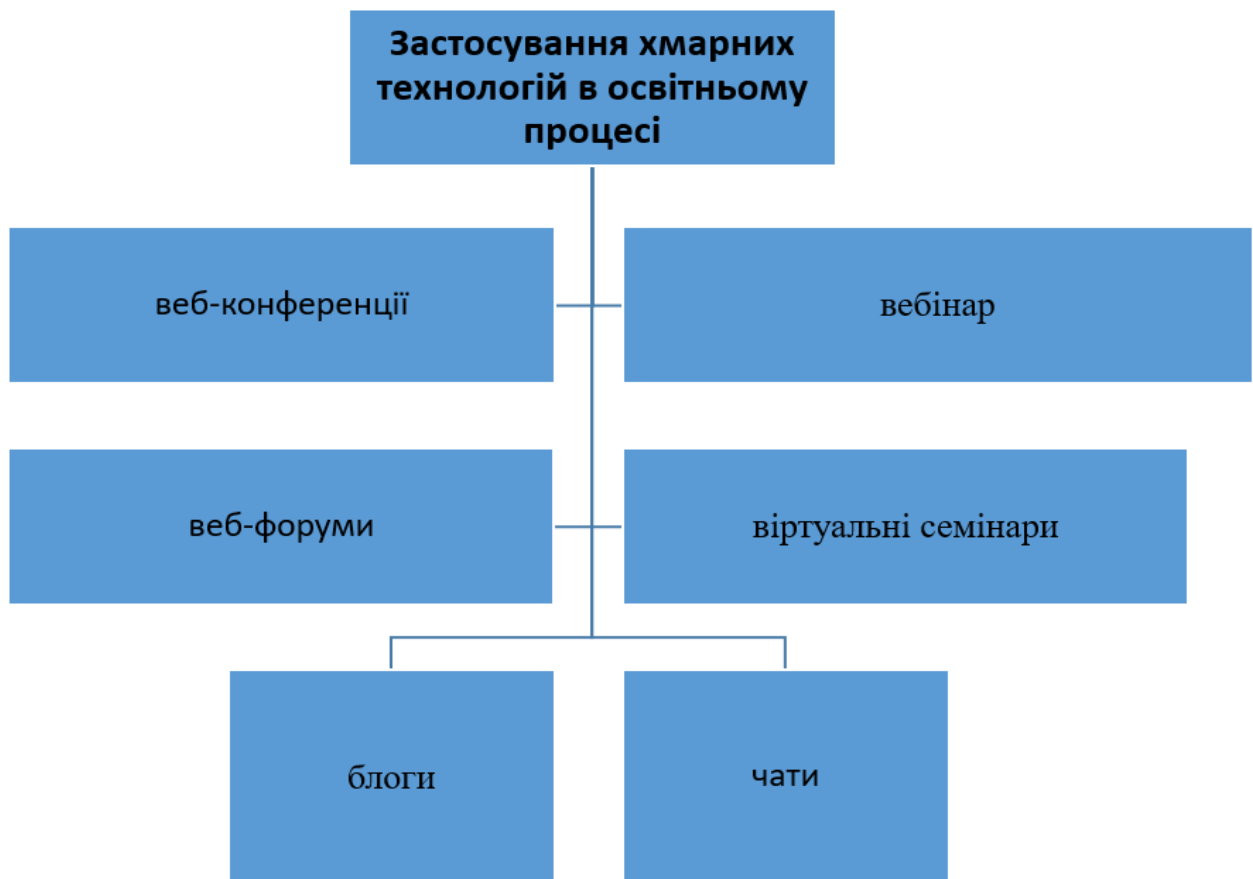 Застосування хмарних
технологій в освітньому
процесі
веб-конференції
вебінар
веб-форуми
віртуальні семінари
блоги
чати